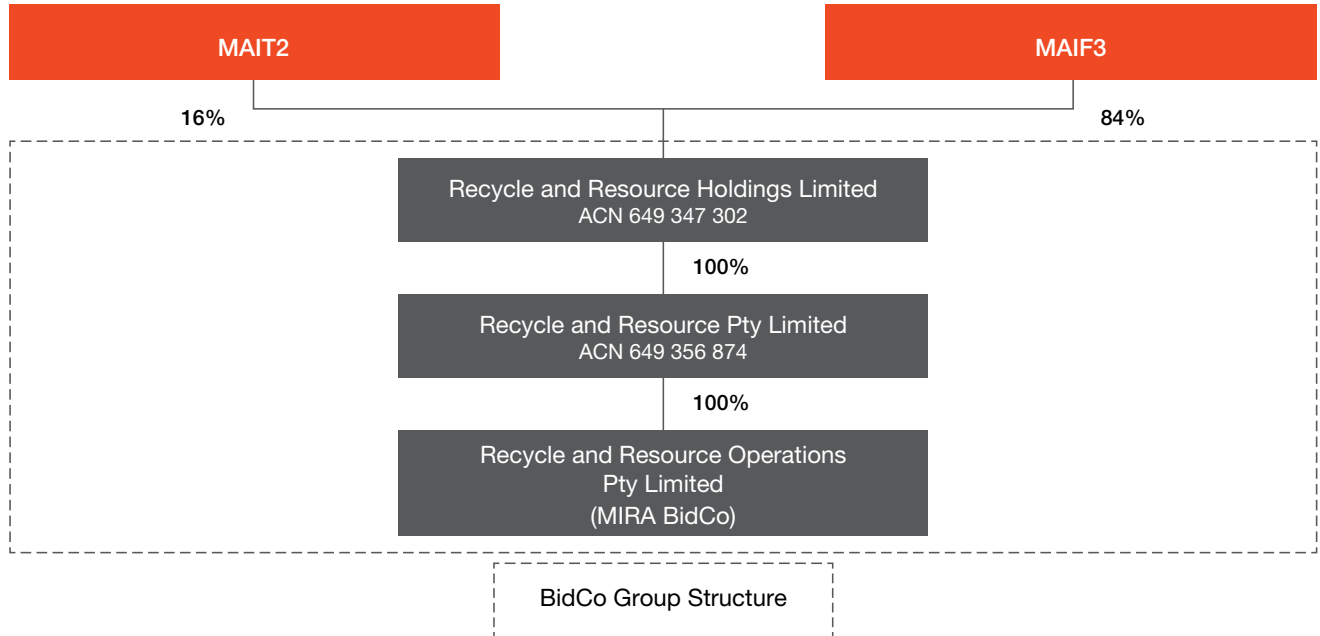 MAIT2
MAIF3
16%
84%
Recycle and Resource Holdings Limited
ACN 649 347 302
100%
Recycle and Resource Pty Limited
ACN 649 356 874
100%
Recycle and Resource Operations
Pty Limited
(MIRA BidCo)
BidCo Group Structure